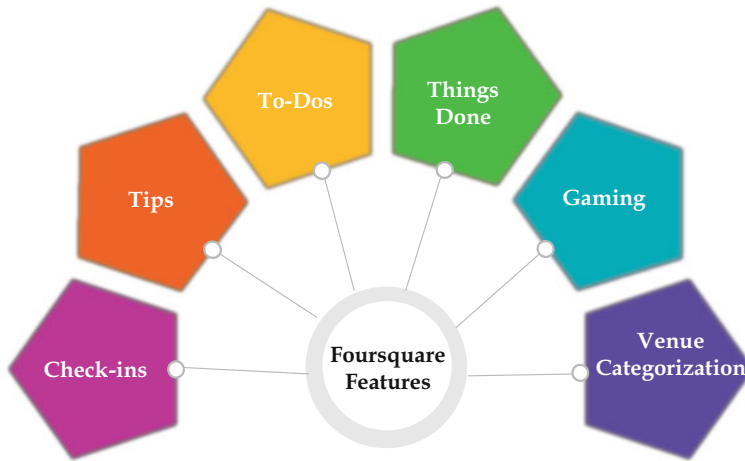 To-Dos
Things
Done
Tips
Gaming
Check-ins
Foursquare
Features
Venue
Categorization